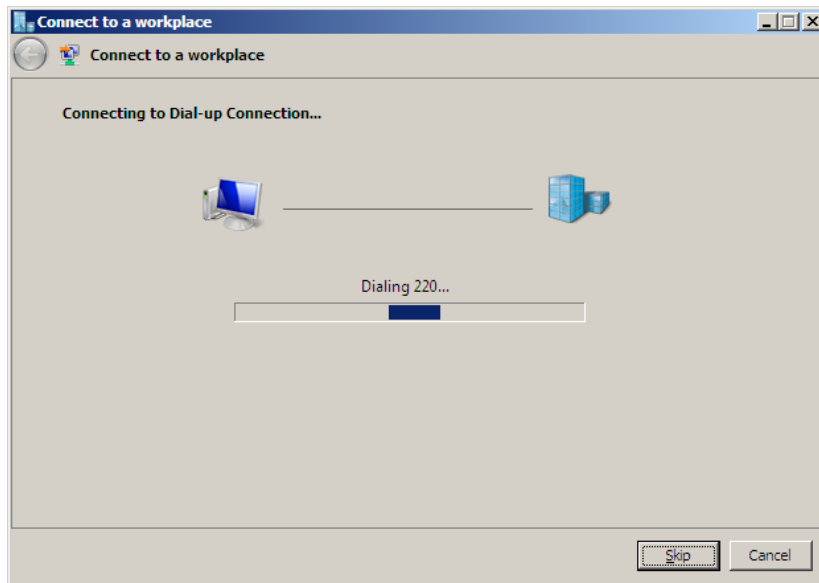 Connect to a workplace
Connect to a workplace
Connecting to Dial-up Connection...
Dialing 220...
Skip
Cancel